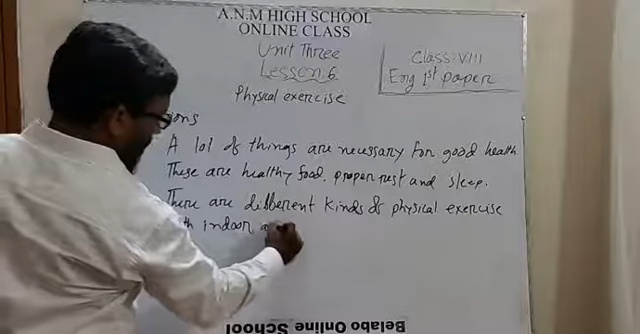 A.N.M HIGH SCHOOL
ONLINE CLASS
Unit Three
Lesson: 6
Class: VIII
Eng 1st paper
Physical exercise
A lot of things are necessary for good health
These are healthy food, proper rest and sleep.
There are different kinds of physical exercise
indoor
Belabo Online School